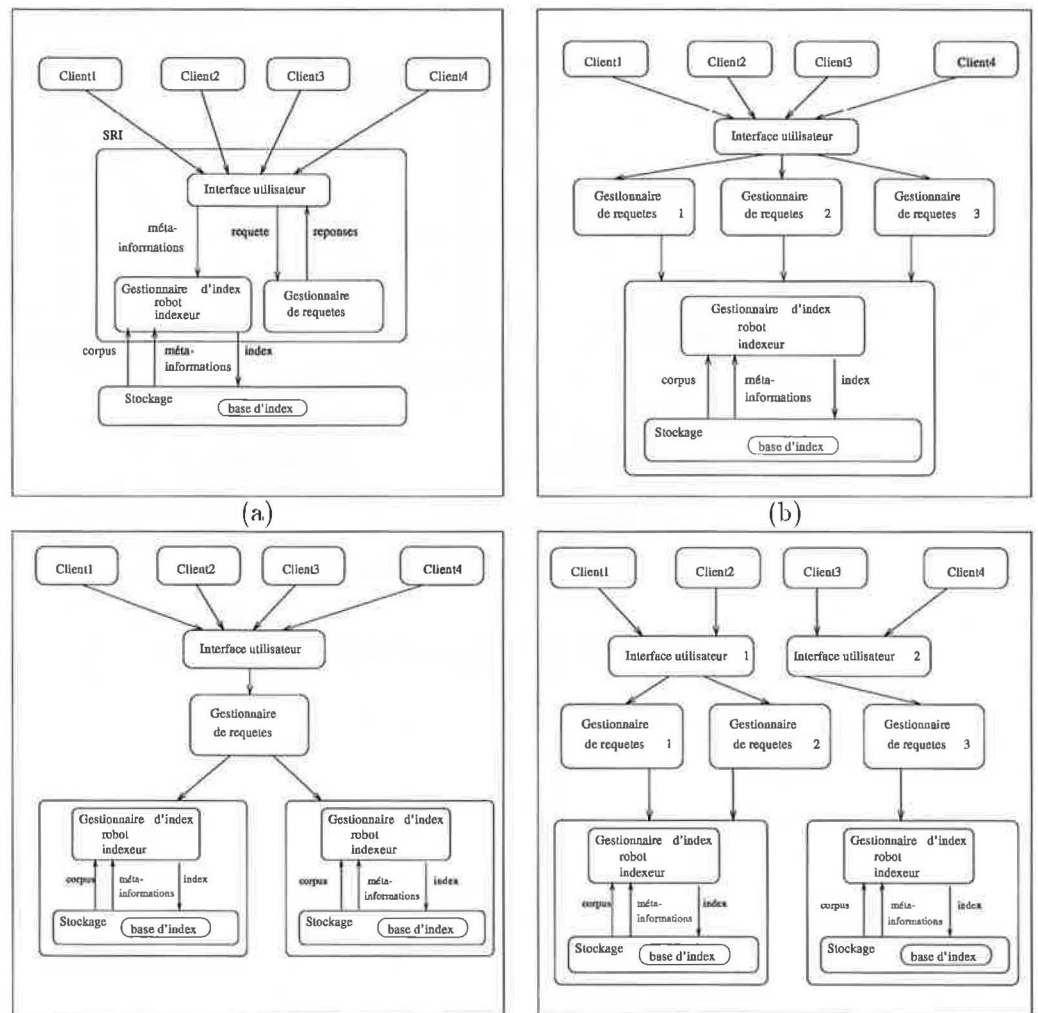 Client1
Client2
Client3
Client4
SRI
Interface utilisateur
méta-
informations
requete
reponses
Gestionnaire d'index
robot
indexeur
Gestionnaire
de requetes
corpus
méta-
informations
index
Stockage
base d'index
(a)
Client1
Client2
Client3
Client4
Interface utilisateur
Gestionnaire
de requetes 1
Gestionnaire
de requetes 2
Gestionnaire
de requetes 3
Gestionnaire d'index
robot
indexeur
corpus
méta-
informations
index
Stockage
base d'index
(b)
Client1
Client2
Client3
Client4
Interface utilisateur
Gestionnaire
de requetes
Gestionnaire d'index
robot
indexeur
corpus
méta-
informations
index
Stockage
base d'index
Gestionnaire d'index
robot
indexeur
corpus
méta-
informations
index
Stockage
base d'index
Client1
Client2
Client3
Client4
Interface utilisateur 1
Interface utilisateur 2
Gestionnaire
de requetes 1
Gestionnaire
de requetes 2
Gestionnaire
de requetes 3
Gestionnaire d'index
robot
indexeur
corpus
méta-
informations
index
Stockage
base d'index
Gestionnaire d'index
robot
indexeur
corpus
méta-
informations
index
Stockage
base d'index